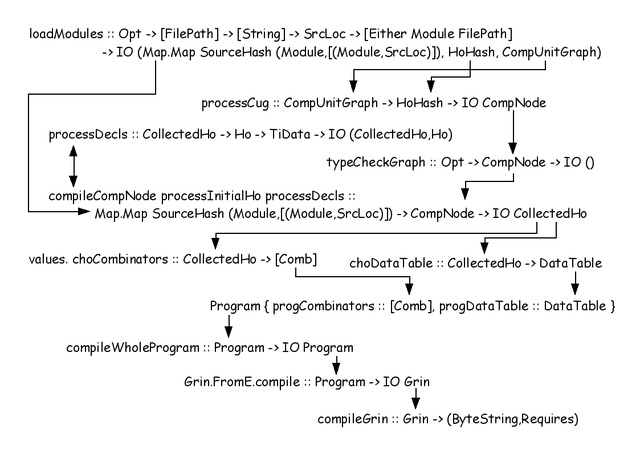 loadModules :: Opt -> [FilePath] -> [String] -> SrcLoc -> [Either Module FilePath]
-> IO (Map.Map SourceHash (Module,[(Module,SrcLoc)]), HoHash, CompUnitGraph)
processCug :: CompUnitGraph -> HoHash -> IO CompNode
processDecls :: CollectedHo -> Ho -> TiData -> IO (CollectedHo,Ho)
typeCheckGraph :: Opt -> CompNode -> IO ()
compileCompNode processInitialHo processDecls ::
Map.Map SourceHash (Module,[(Module,SrcLoc)]) -> CompNode -> IO CollectedHo
values. choCombinators :: CollectedHo -> [Comb]
choDataTable :: CollectedHo -> DataTable
Program { progCombinators :: [Comb], progDataTable :: DataTable }
compileWholeProgram :: Program -> IO Program
Grin.FromE.compile :: Program -> IO Grin
compileGrin :: Grin -> (ByteString,Requires)